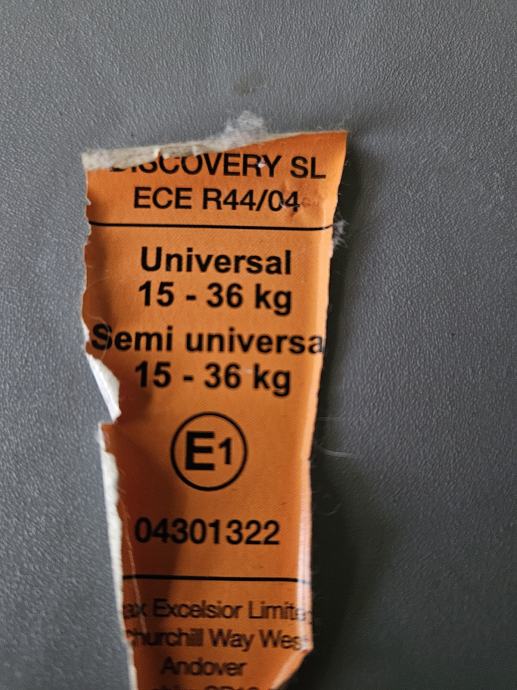 DISCOVERY SL
ECE R44/04
Universal
15 - 36 kg
Semi universa
15 - 36 kg
E1
04301322
ax Excelsior Limite
hurchill Way Wes
Andover